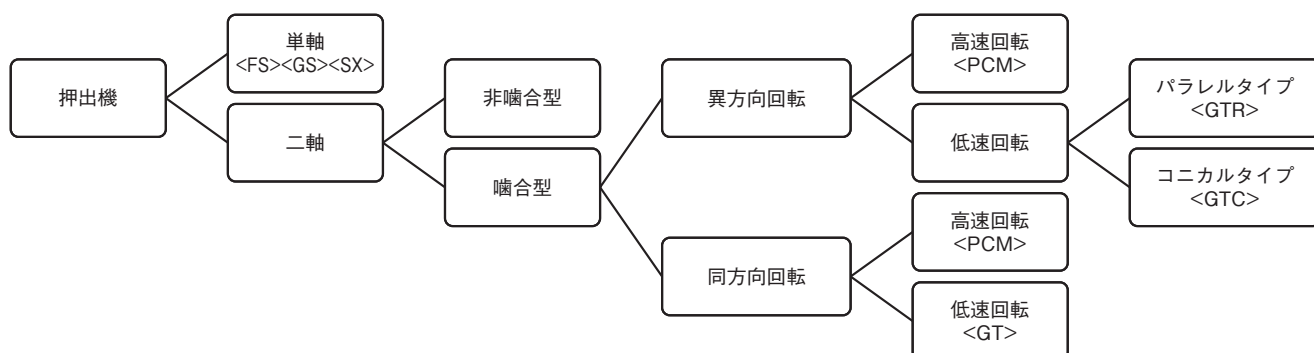 押出機
単軸
<FS><GS><SX>
二軸
非噛合型
噛合型
異方向回転
同方向回転
高速回転
<PCM>
低速回転
高速回転
<PCM>
低速回転
<GT>
パラレルタイプ
<GTR>
コニカルタイプ
<GTC>